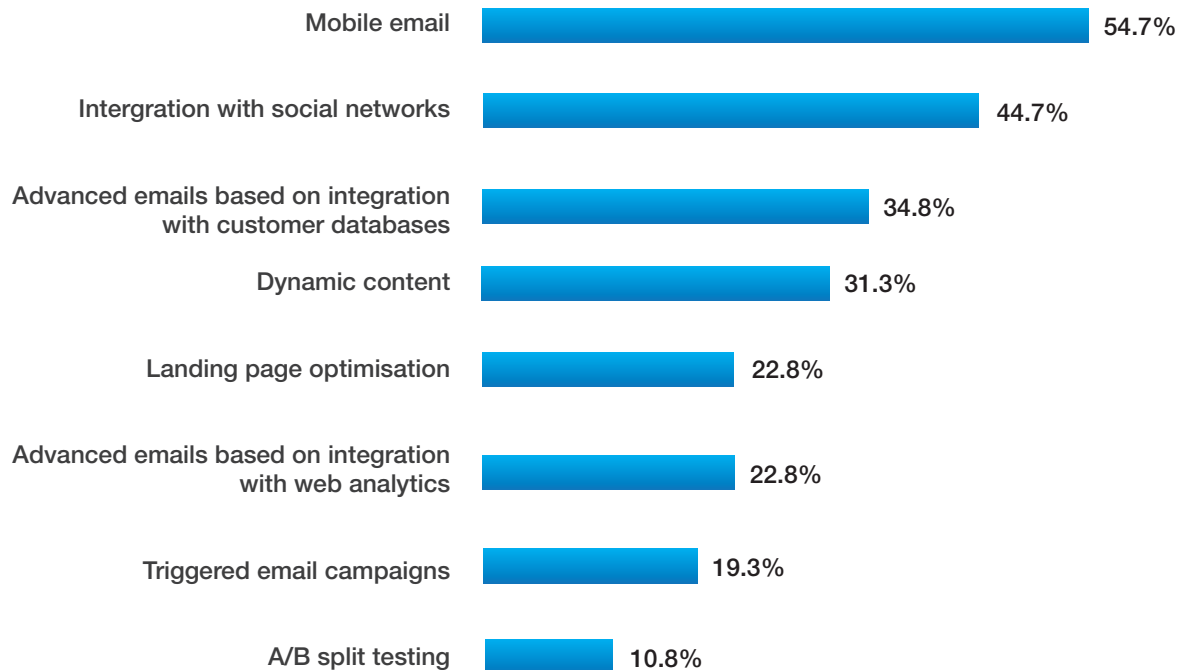 Mobile email
54.7%
Intergration with social networks
44.7%
Advanced emails based on integration
with customer databases
34.8%
Dynamic content
31.3%
Landing page optimisation
22.8%
Advanced emails based on integration
with web analytics
22.8%
Triggered email campaigns
19.3%
A/B split testing
10.8%